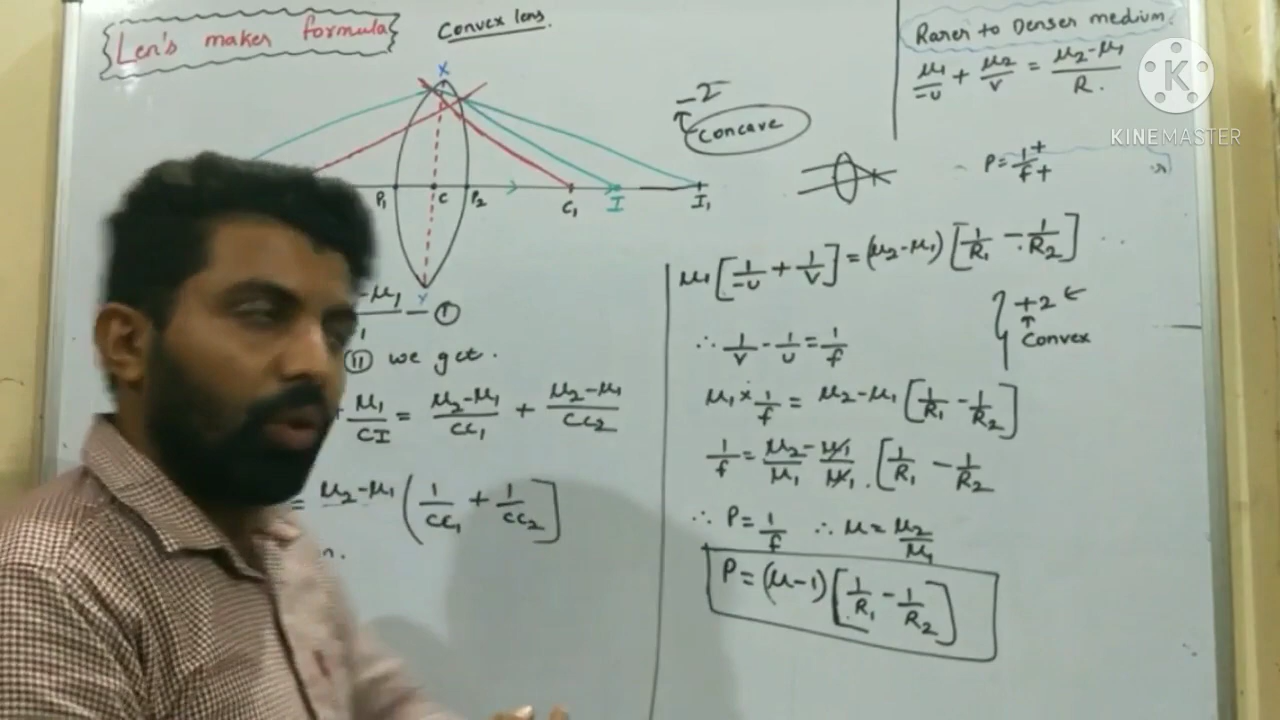 Len's maker formula
Convex lens.
X
P₁ C P₂ C₁ I I₁
Y
-μ₁
— ①
ⓘⓘ we get.
+ μ₁/CI = μ₂-μ₁/CC₁ + μ₂-μ₁/CC₂
= μ₂-μ₁ ( 1/CC₁ + 1/CC₂ ]
n.
-2
↑
Concave
μ₁ [ 1/-u + 1/v ] = (μ₂-μ₁) [ 1/R₁ - 1/R₂ ]
∴ 1/v - 1/u = 1/f
μ₁ × 1/f = μ₂-μ₁ [ 1/R₁ - 1/R₂ ]
1/f = μ₂/μ₁ - μ₁/μ₁ . [ 1/R₁ - 1/R₂
∴ P = 1/f ∴ μ = μ₂/μ₁
P = (μ-1) [ 1/R₁ - 1/R₂ ]
Rarer to Denser medium.
μ₁/-u + μ₂/v = μ₂-μ₁/R.
K
KINEMASTER
P = 1/f + +
+2 ←
↑
Convex